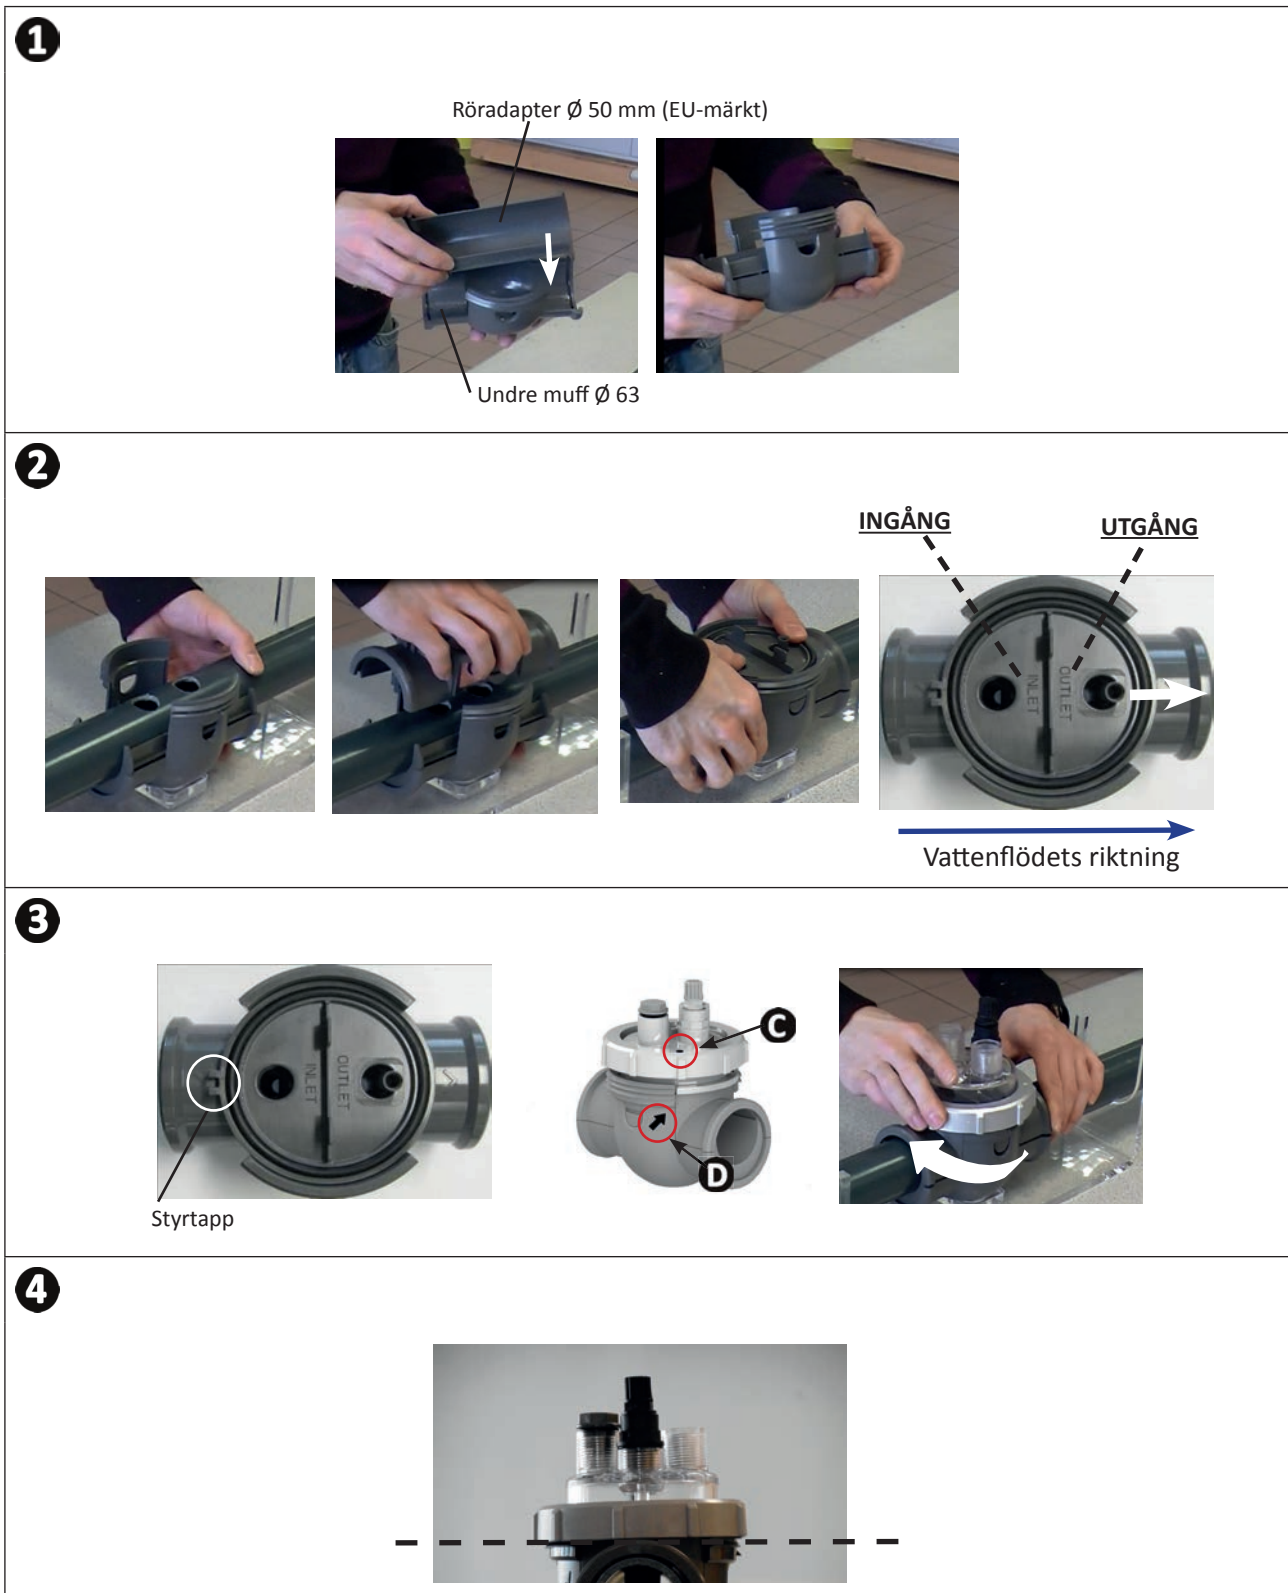 1
Röradapter Ø 50 mm (EU-märkt)
Undre muff Ø 63
2
INGÅNG
UTGÅNG
INLET
OUTLET
Vattenflödets riktning
3
INLET
OUTLET
C
D
Styrtapp
4